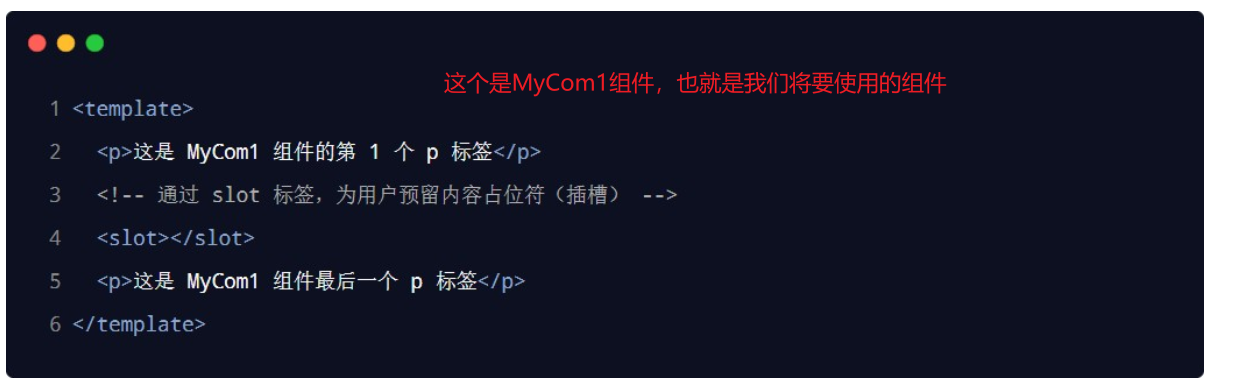 这个是MyCom1组件，也就是我们将要使用的组件
1 <template>
2   <p>这是 MyCom1 组件的第 1 个 p 标签</p>
3   <!-- 通过 slot 标签，为用户预留内容占位符（插槽） -->
4   <slot></slot>
5   <p>这是 MyCom1 组件最后一个 p 标签</p>
6 </template>